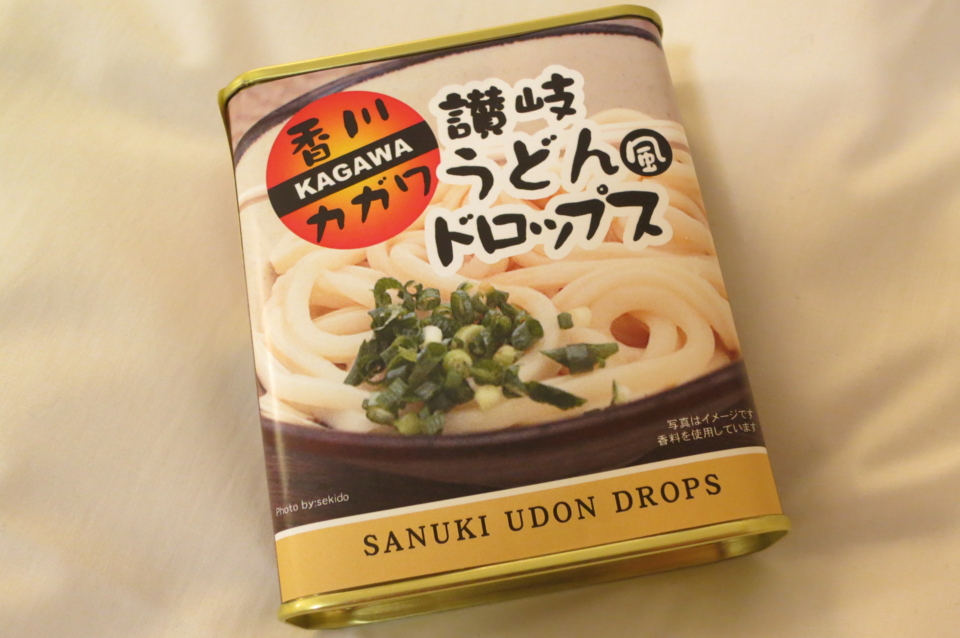 香川
KAGAWA
カガワ
讃岐
うどん風
ドロップス
写真はイメージです
香料を使用しています
Photo by:sekido
SANUKI UDON DROPS